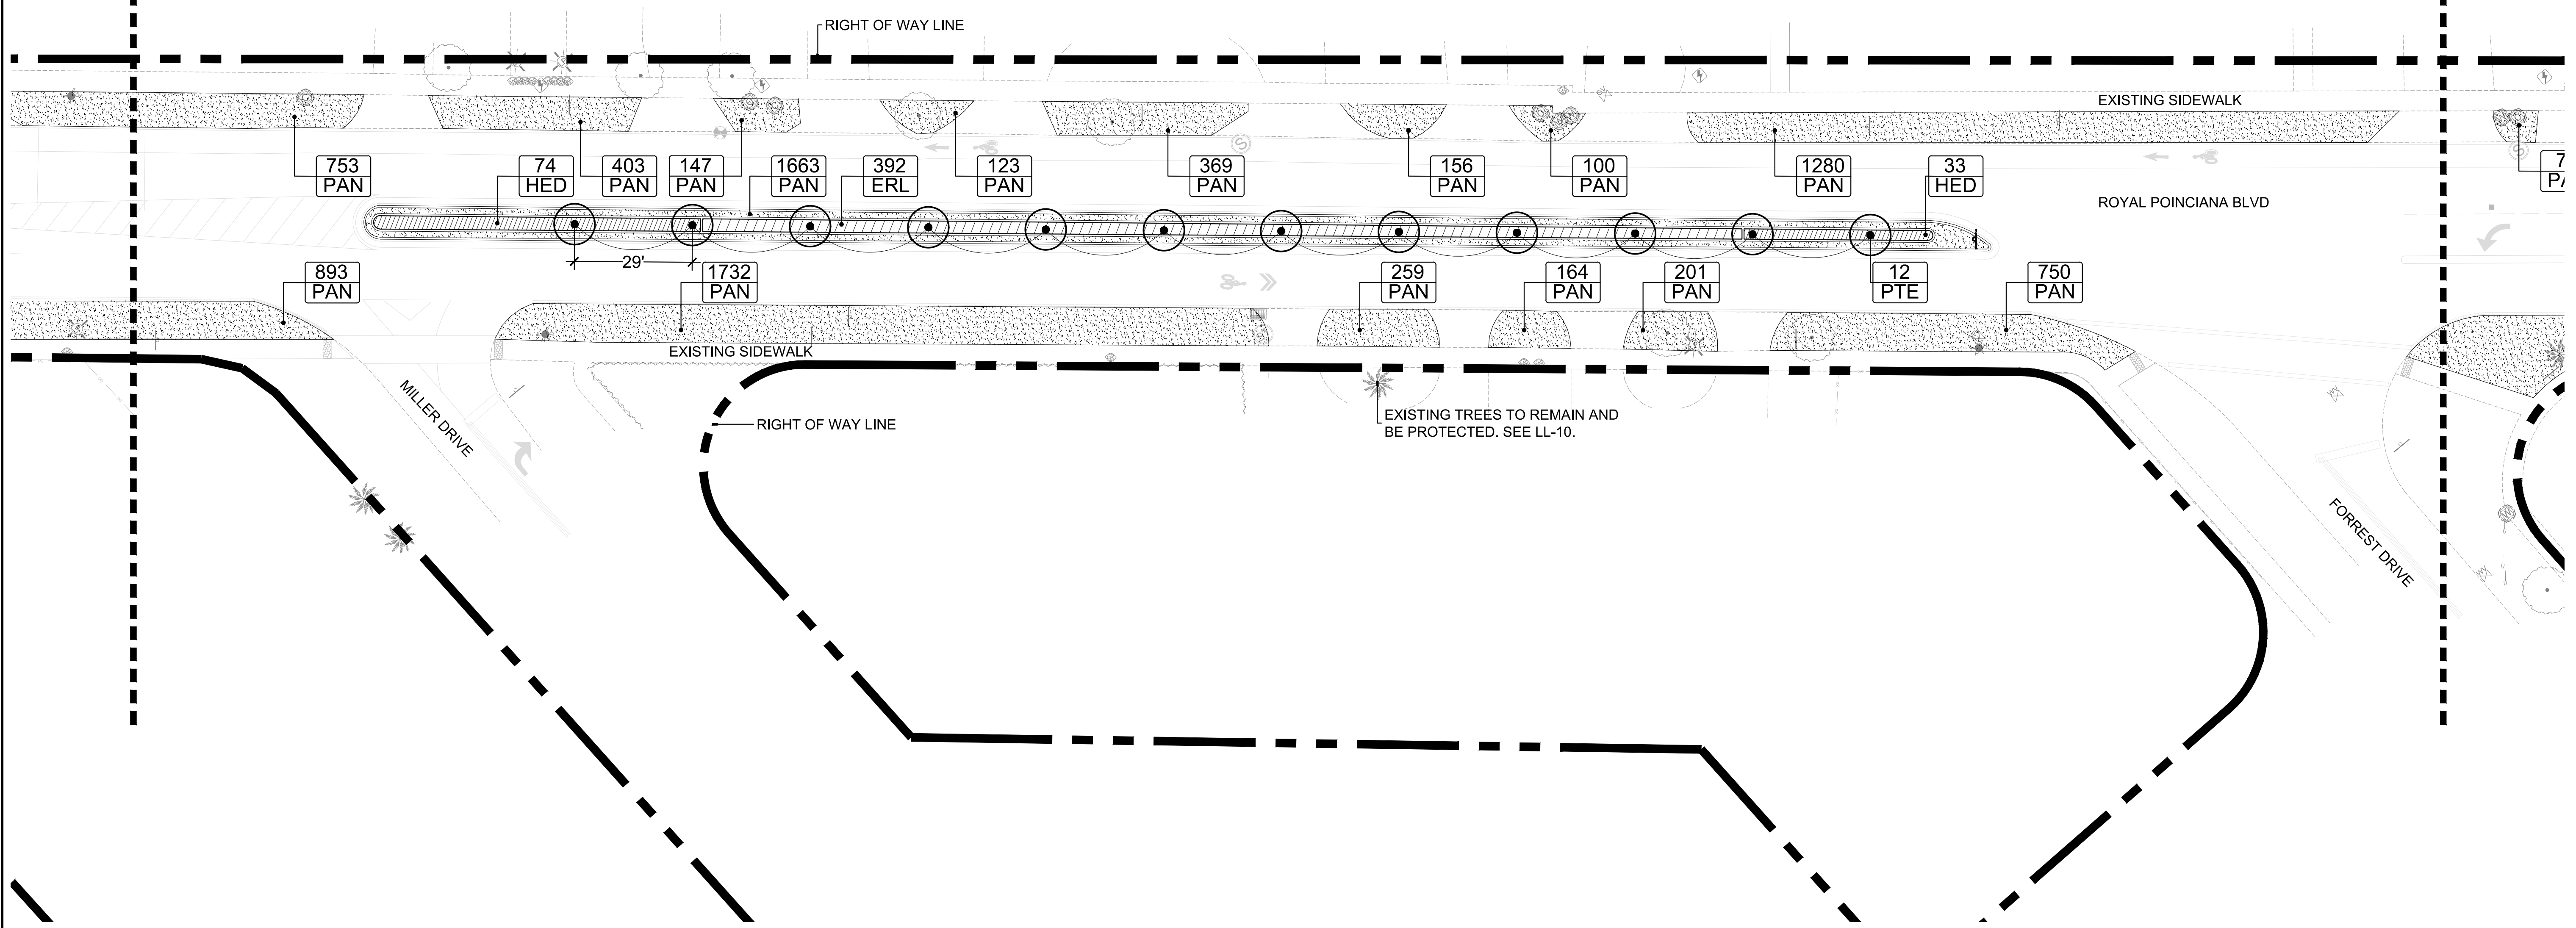 RIGHT OF WAY LINE
EXISTING SIDEWALK
753
PAN
74
HED
403
PAN
147
PAN
1663
PAN
392
ERL
123
PAN
369
PAN
156
PAN
100
PAN
1280
PAN
33
HED
ROYAL POINCIANA BLVD
29'
893
PAN
1732
PAN
259
PAN
164
PAN
201
PAN
12
PTE
750
PAN
EXISTING SIDEWALK
MILLER DRIVE
RIGHT OF WAY LINE
EXISTING TREES TO REMAIN AND
BE PROTECTED. SEE LL-10.
FORREST DRIVE